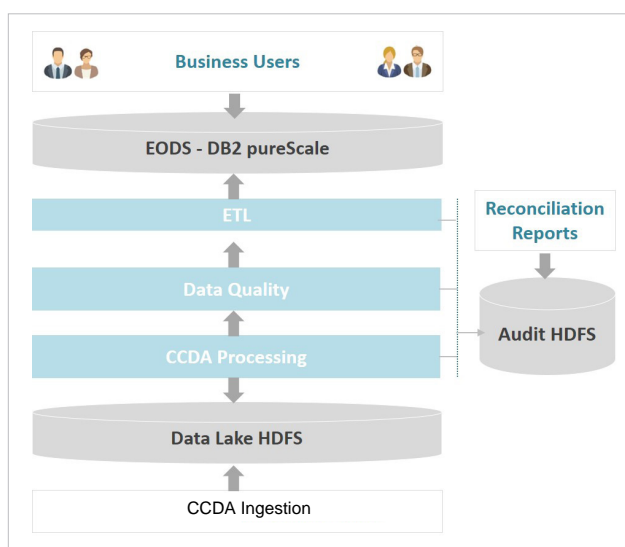 Business Users
EODS - DB2 pureScale
ETL
Reconciliation
Reports
Data Quality
Audit HDFS
CCDA Processing
Data Lake HDFS
CCDA Ingestion